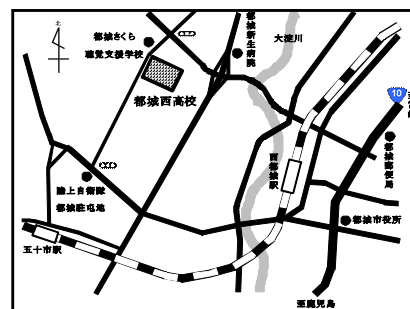 北
都城さくら
聴覚支援学校
都城新生病院
大淀川
10
都城西高校
西都城駅
都城郵便局
陸上自衛隊
都城駐屯地
都城市役所
五十市駅
至鹿児島